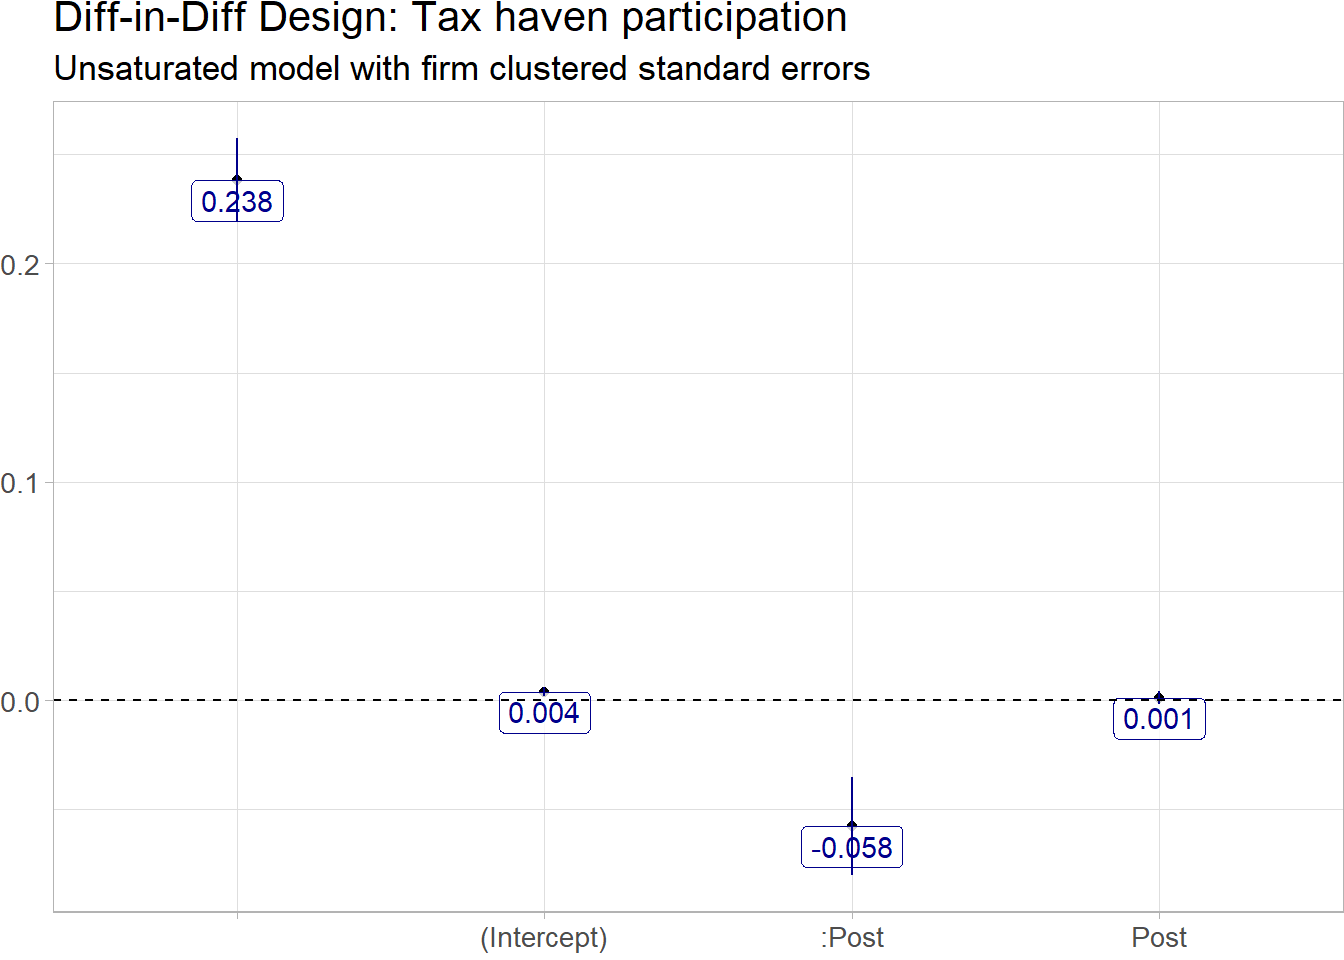 Diff-in-Diff Design: Tax haven participation
Unsaturated model with firm clustered standard errors
0.238
0.2
0.1
0.0
0.004
0.001
-0.058
(Intercept) :Post Post